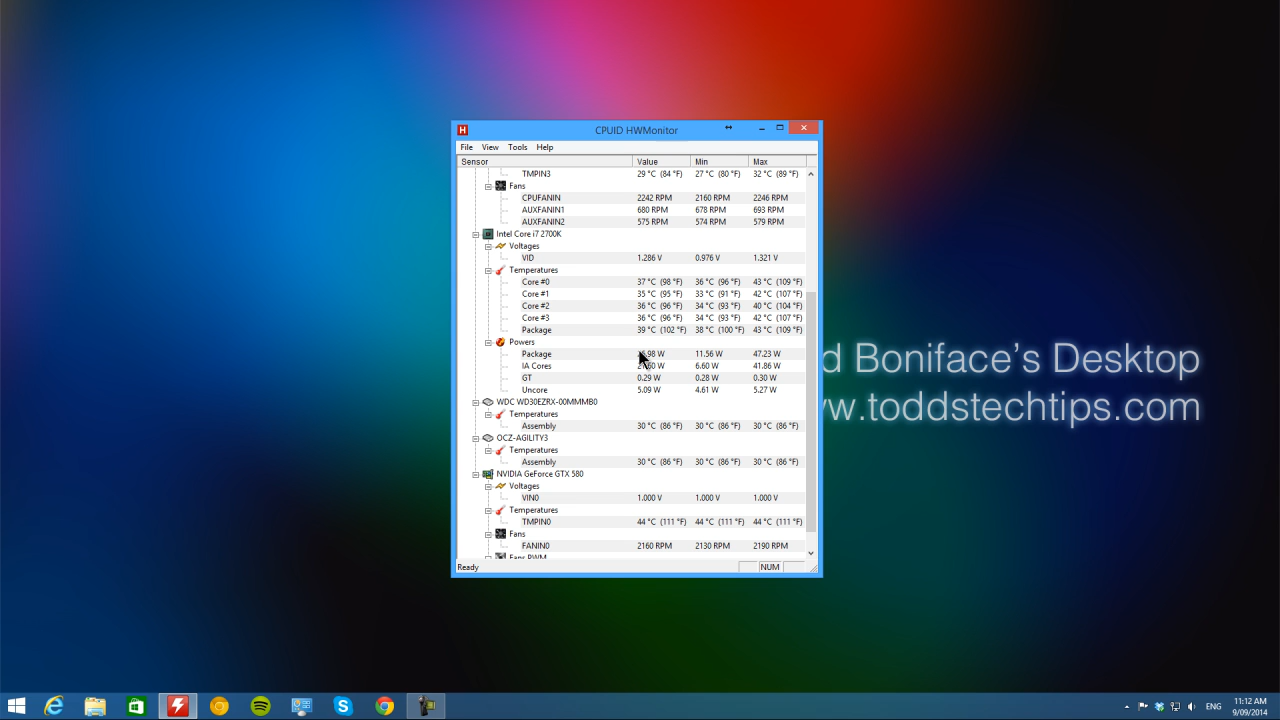 CPUID HWMonitor
File View Tools Help
Sensor Value Min Max
TMPIN3 29 °C (84 °F) 27 °C (80 °F) 32 °C (89 °F)
Fans
CPUFANIN 2242 RPM 2160 RPM 2246 RPM
AUXFANIN1 680 RPM 678 RPM 693 RPM
AUXFANIN2 575 RPM 574 RPM 579 RPM
Intel Core i7 2700K
Voltages
VID 1.286 V 0.976 V 1.321 V
Temperatures
Core #0 37 °C (98 °F) 36 °C (96 °F) 43 °C (109 °F)
Core #1 35 °C (95 °F) 33 °C (91 °F) 42 °C (107 °F)
Core #2 36 °C (96 °F) 34 °C (93 °F) 40 °C (104 °F)
Core #3 36 °C (96 °F) 34 °C (93 °F) 42 °C (107 °F)
Package 39 °C (102 °F) 38 °C (100 °F) 43 °C (109 °F)
Powers
Package W 11.56 W 47.23 W
IA Cores W 6.60 W 41.86 W
GT 0.29 W 0.28 W 0.30 W
Uncore 5.09 W 4.61 W 5.27 W
WDC WD30EZRX-00MMMB0
Temperatures
Assembly 30 °C (86 °F) 30 °C (86 °F) 30 °C (86 °F)
OCZ-AGILITY3
Temperatures
Assembly 30 °C (86 °F) 30 °C (86 °F) 30 °C (86 °F)
NVIDIA GeForce GTX 580
Voltages
VIN0 1.000 V 1.000 V 1.000 V
Temperatures
TMPIN0 44 °C (111 °F) 44 °C (111 °F) 44 °C (111 °F)
Fans
FANIN0 2160 RPM 2130 RPM 2190 RPM
Fans PWM
Ready NUM
d Boniface's Desktop
w.toddstechtips.com
ENG
11:12 AM
9/09/2014